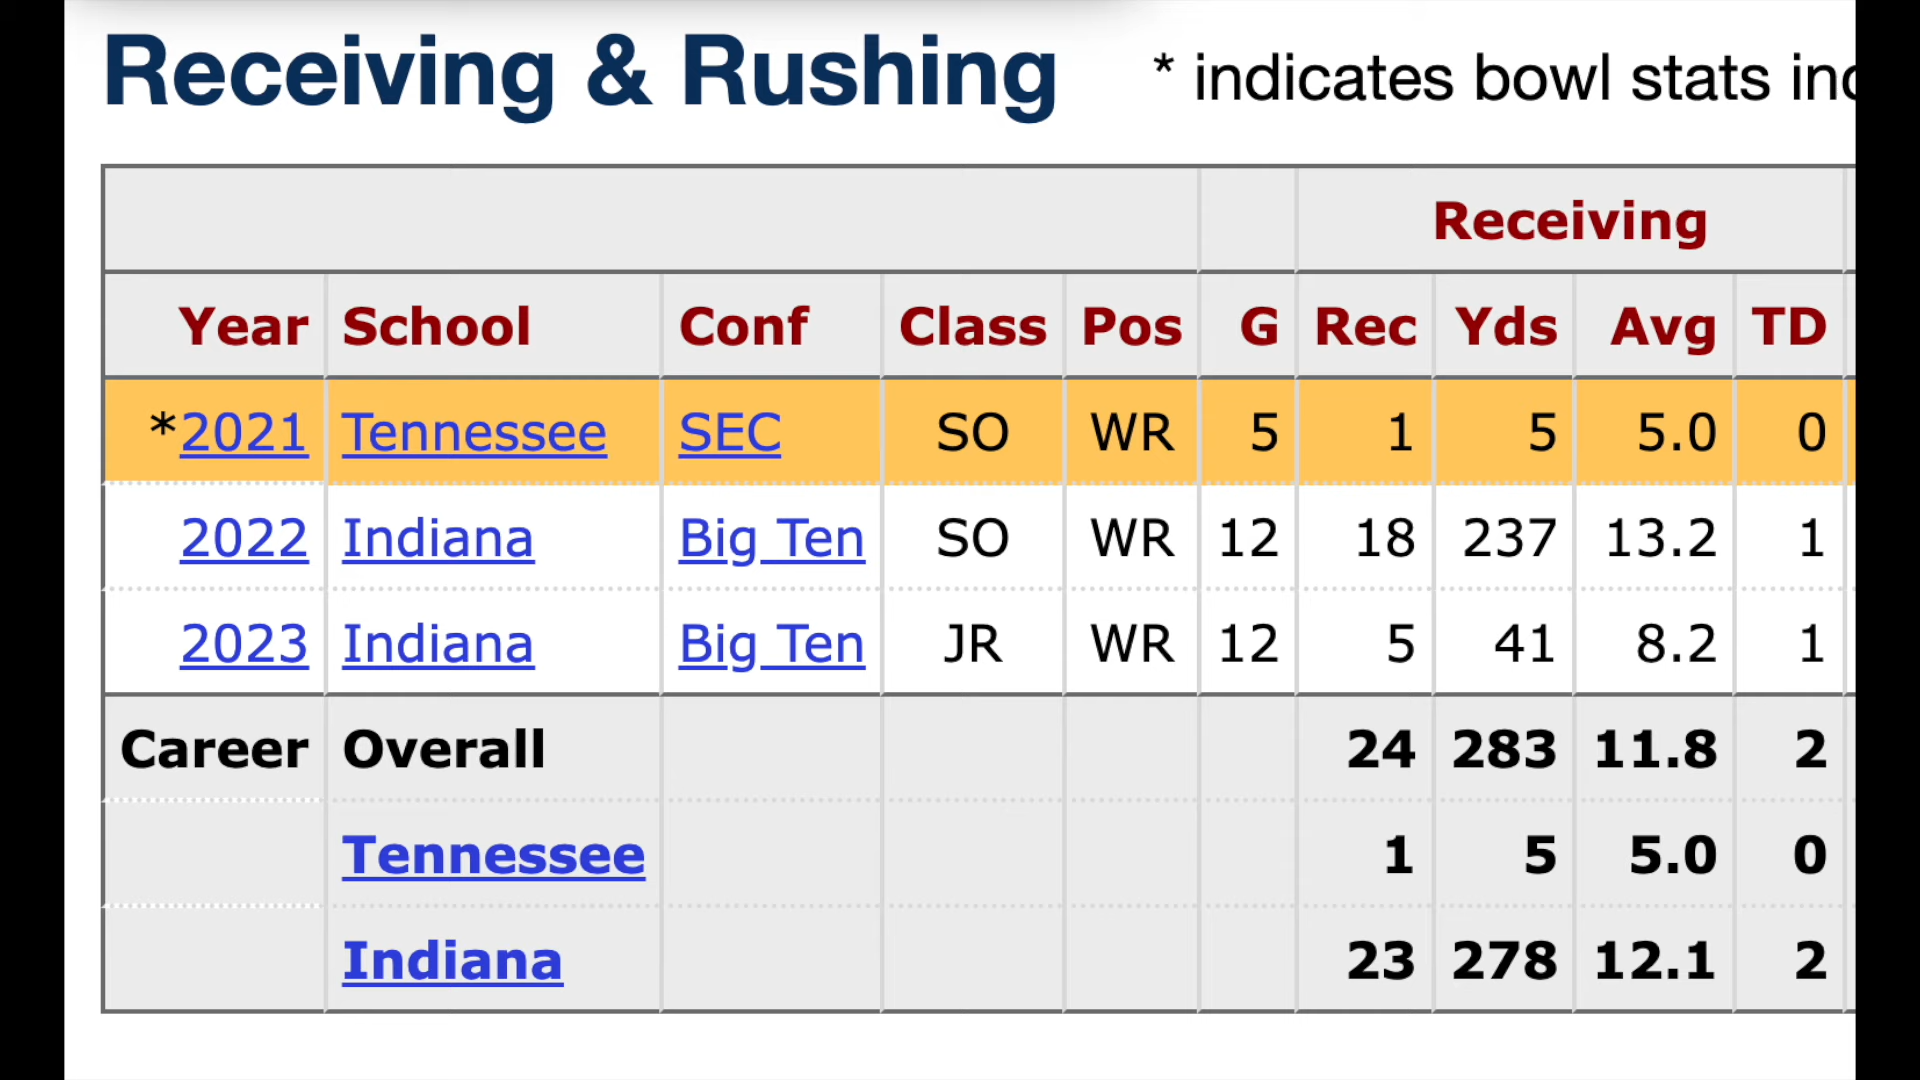 Receiving & Rushing * indicates bowl stats inc
Receiving
Year School Conf Class Pos G Rec Yds Avg TD
*2021 Tennessee SEC SO WR 5 1 5 5.0 0
2022 Indiana Big Ten SO WR 12 18 237 13.2 1
2023 Indiana Big Ten JR WR 12 5 41 8.2 1
Career Overall 24 283 11.8 2
Tennessee 1 5 5.0 0
Indiana 23 278 12.1 2